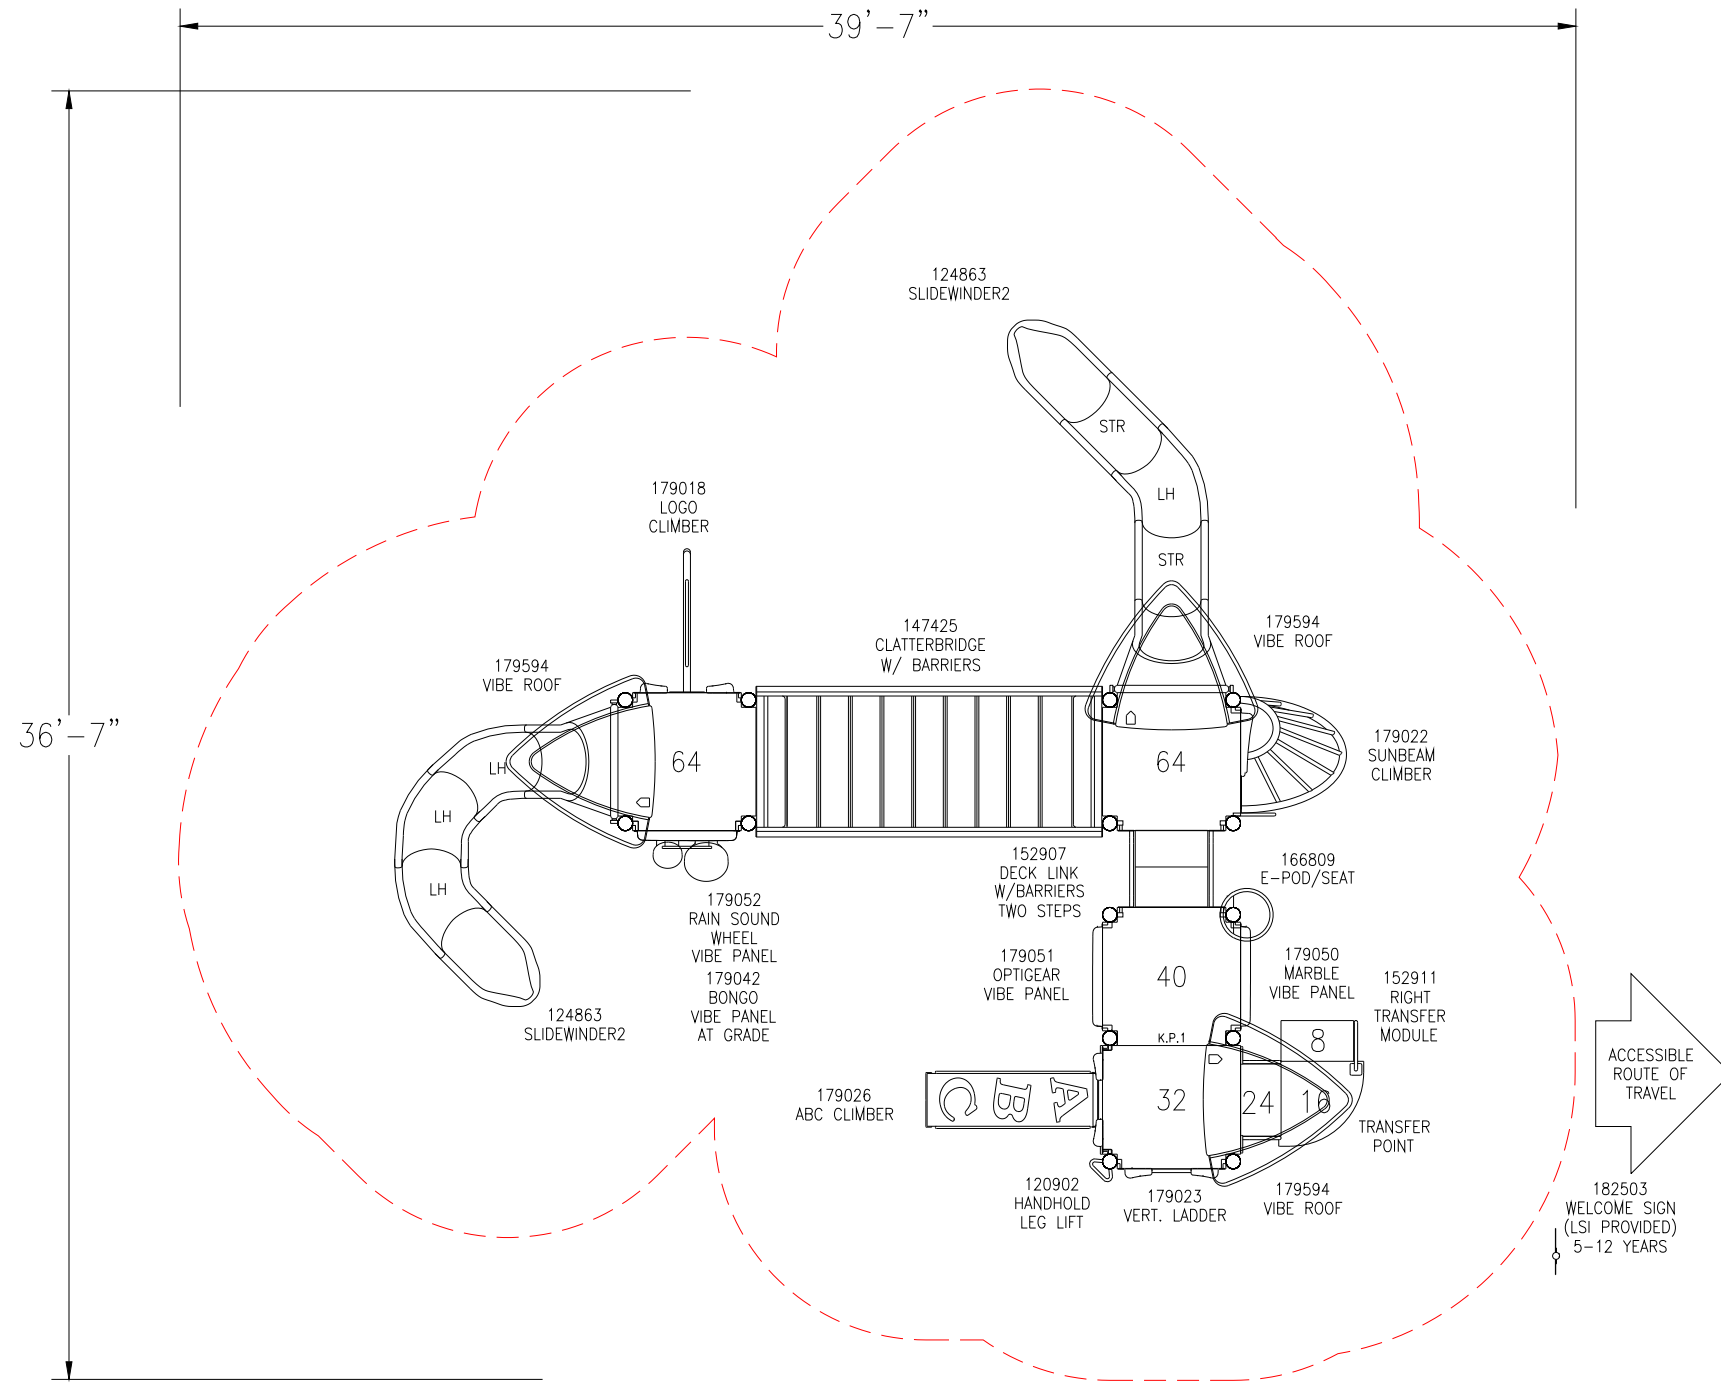 39'-7"
36'-7"
124863
SLIDEWINDER2
STR
LH
STR
179018
LOGO
CLIMBER
147425
CLATTERBRIDGE
W/ BARRIERS
179594
VIBE ROOF
179594
VIBE ROOF
64
64
179022
SUNBEAM
CLIMBER
LH
LH
LH
152907
DECK LINK
W/BARRIERS
TWO STEPS
166809
E-POD/SEAT
179052
RAIN SOUND
WHEEL
VIBE PANEL
179042
BONGO
VIBE PANEL
AT GRADE
124863
SLIDEWINDER2
179051
OPTIGEAR
VIBE PANEL
40
K.P.1
179050
MARBLE
VIBE PANEL
152911
RIGHT
TRANSFER
MODULE
8
179026
ABC CLIMBER
A
B
C
32
24
16
TRANSFER
POINT
ACCESSIBLE
ROUTE OF
TRAVEL
120902
HANDHOLD
LEG LIFT
179023
VERT. LADDER
179594
VIBE ROOF
182503
WELCOME SIGN
(LSI PROVIDED)
5-12 YEARS